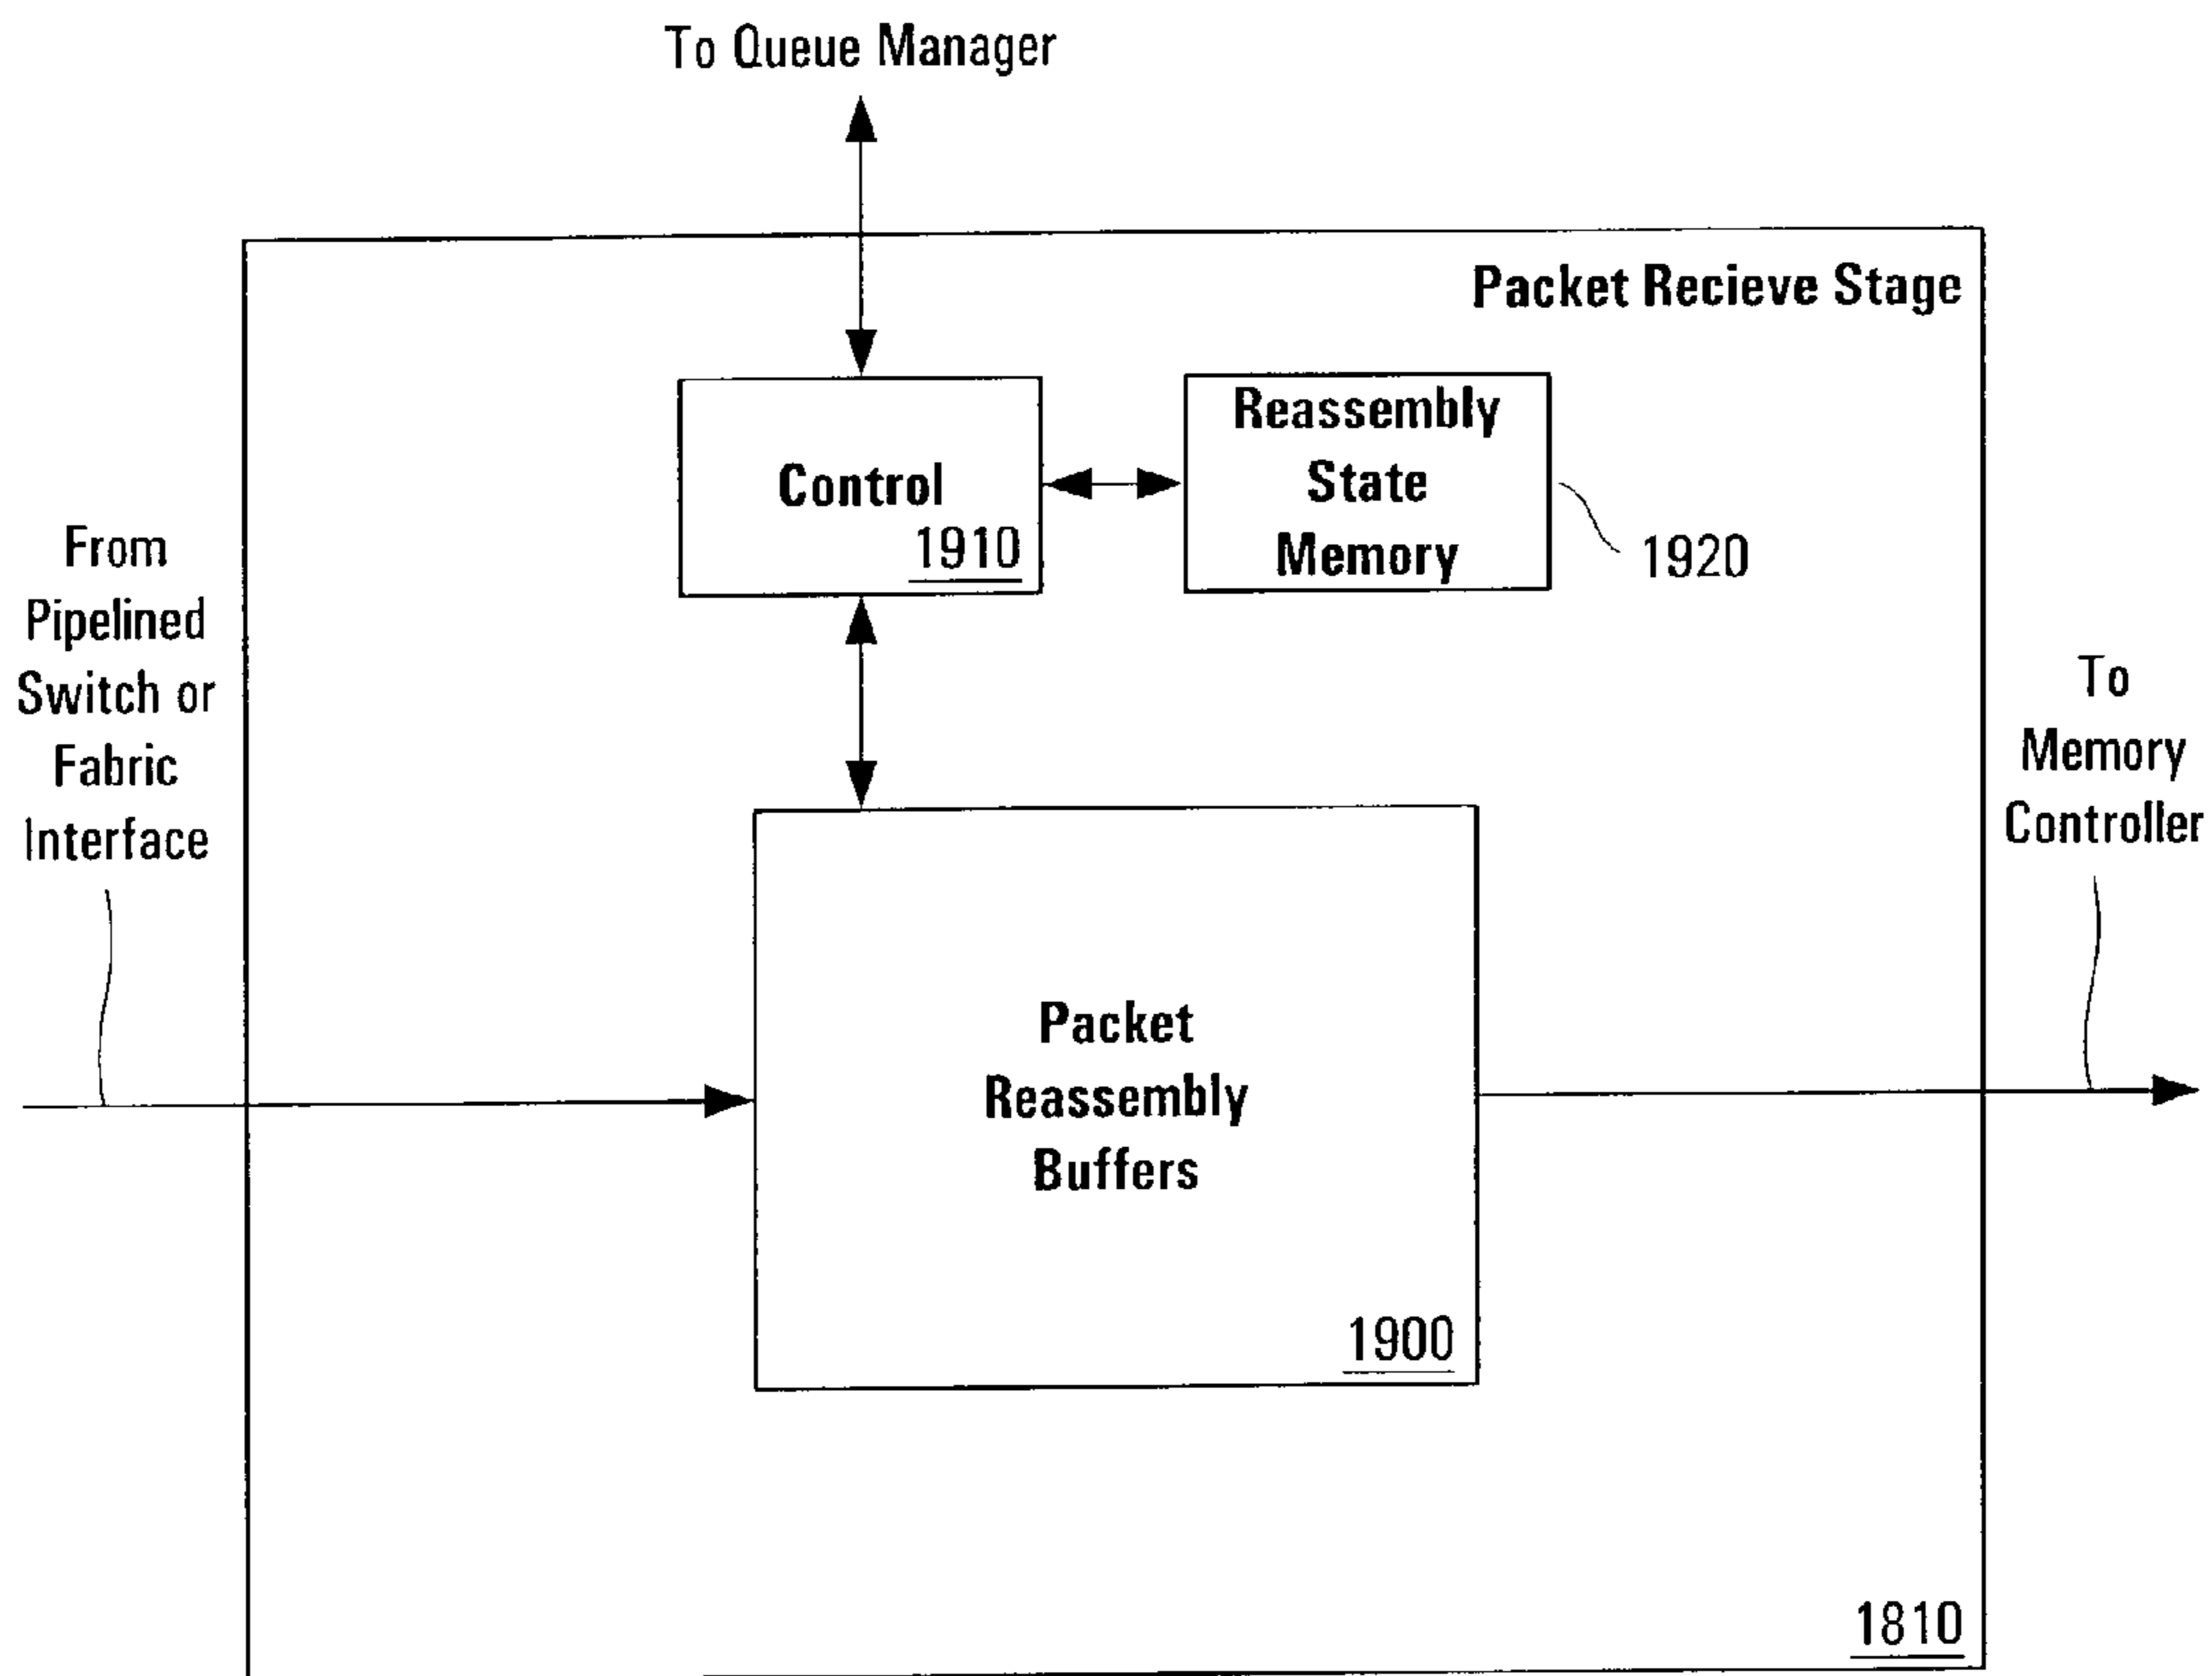 To Queue Manager
Packet Recieve Stage
Control
1910
Reassembly
State
Memory
1920
From
Pipelined
Switch or
Fabric
Interface
To
Memory
Controller
Packet
Reassembly
Buffers
1900
1810